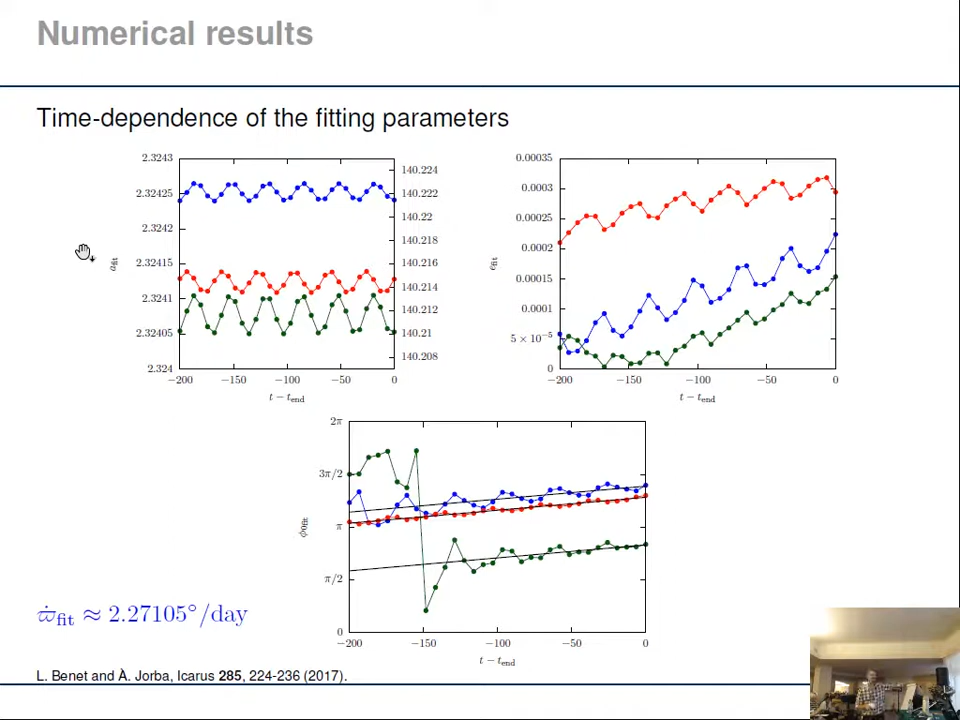 Numerical results
Time-dependence of the fitting parameters
2.3243
2.32425
2.3242
2.32415
2.3241
2.32405
2.324
140.224
140.222
140.22
140.218
140.216
140.214
140.212
140.21
140.208
a_fit
−200 −150 −100 −50 0
t − t_end
0.00035
0.0003
0.00025
0.0002
0.00015
0.0001
5 × 10⁻⁵
0
e_fit
−200 −150 −100 −50 0
t − t_end
2π
3π/2
π
π/2
0
ϕ0_fit
−200 −150 −100 −50 0
t − t_end
ϖ̇_fit ≈ 2.27105°/day
L. Benet and À. Jorba, Icarus 285, 224-236 (2017).